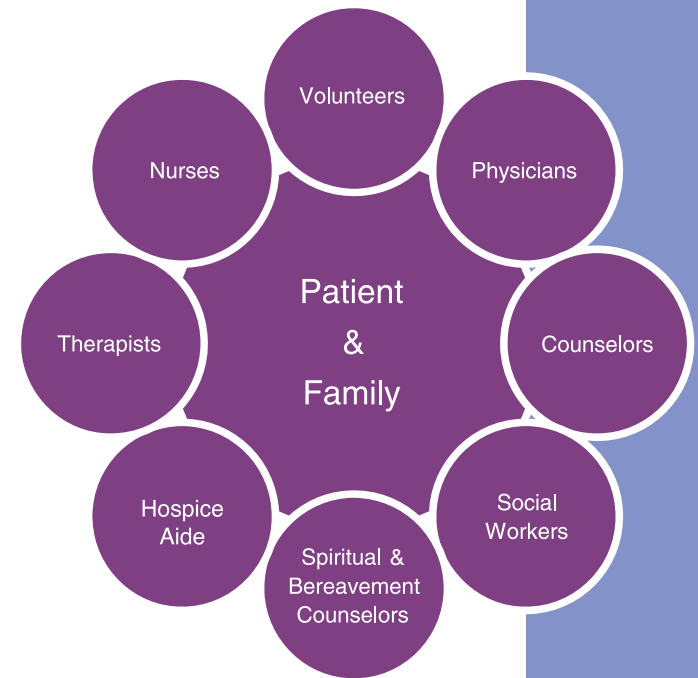 Volunteers
Physicians
Counselors
Social
Workers
Spiritual &
Bereavement
Counselors
Hospice
Aide
Therapists
Nurses
Patient
&
Family